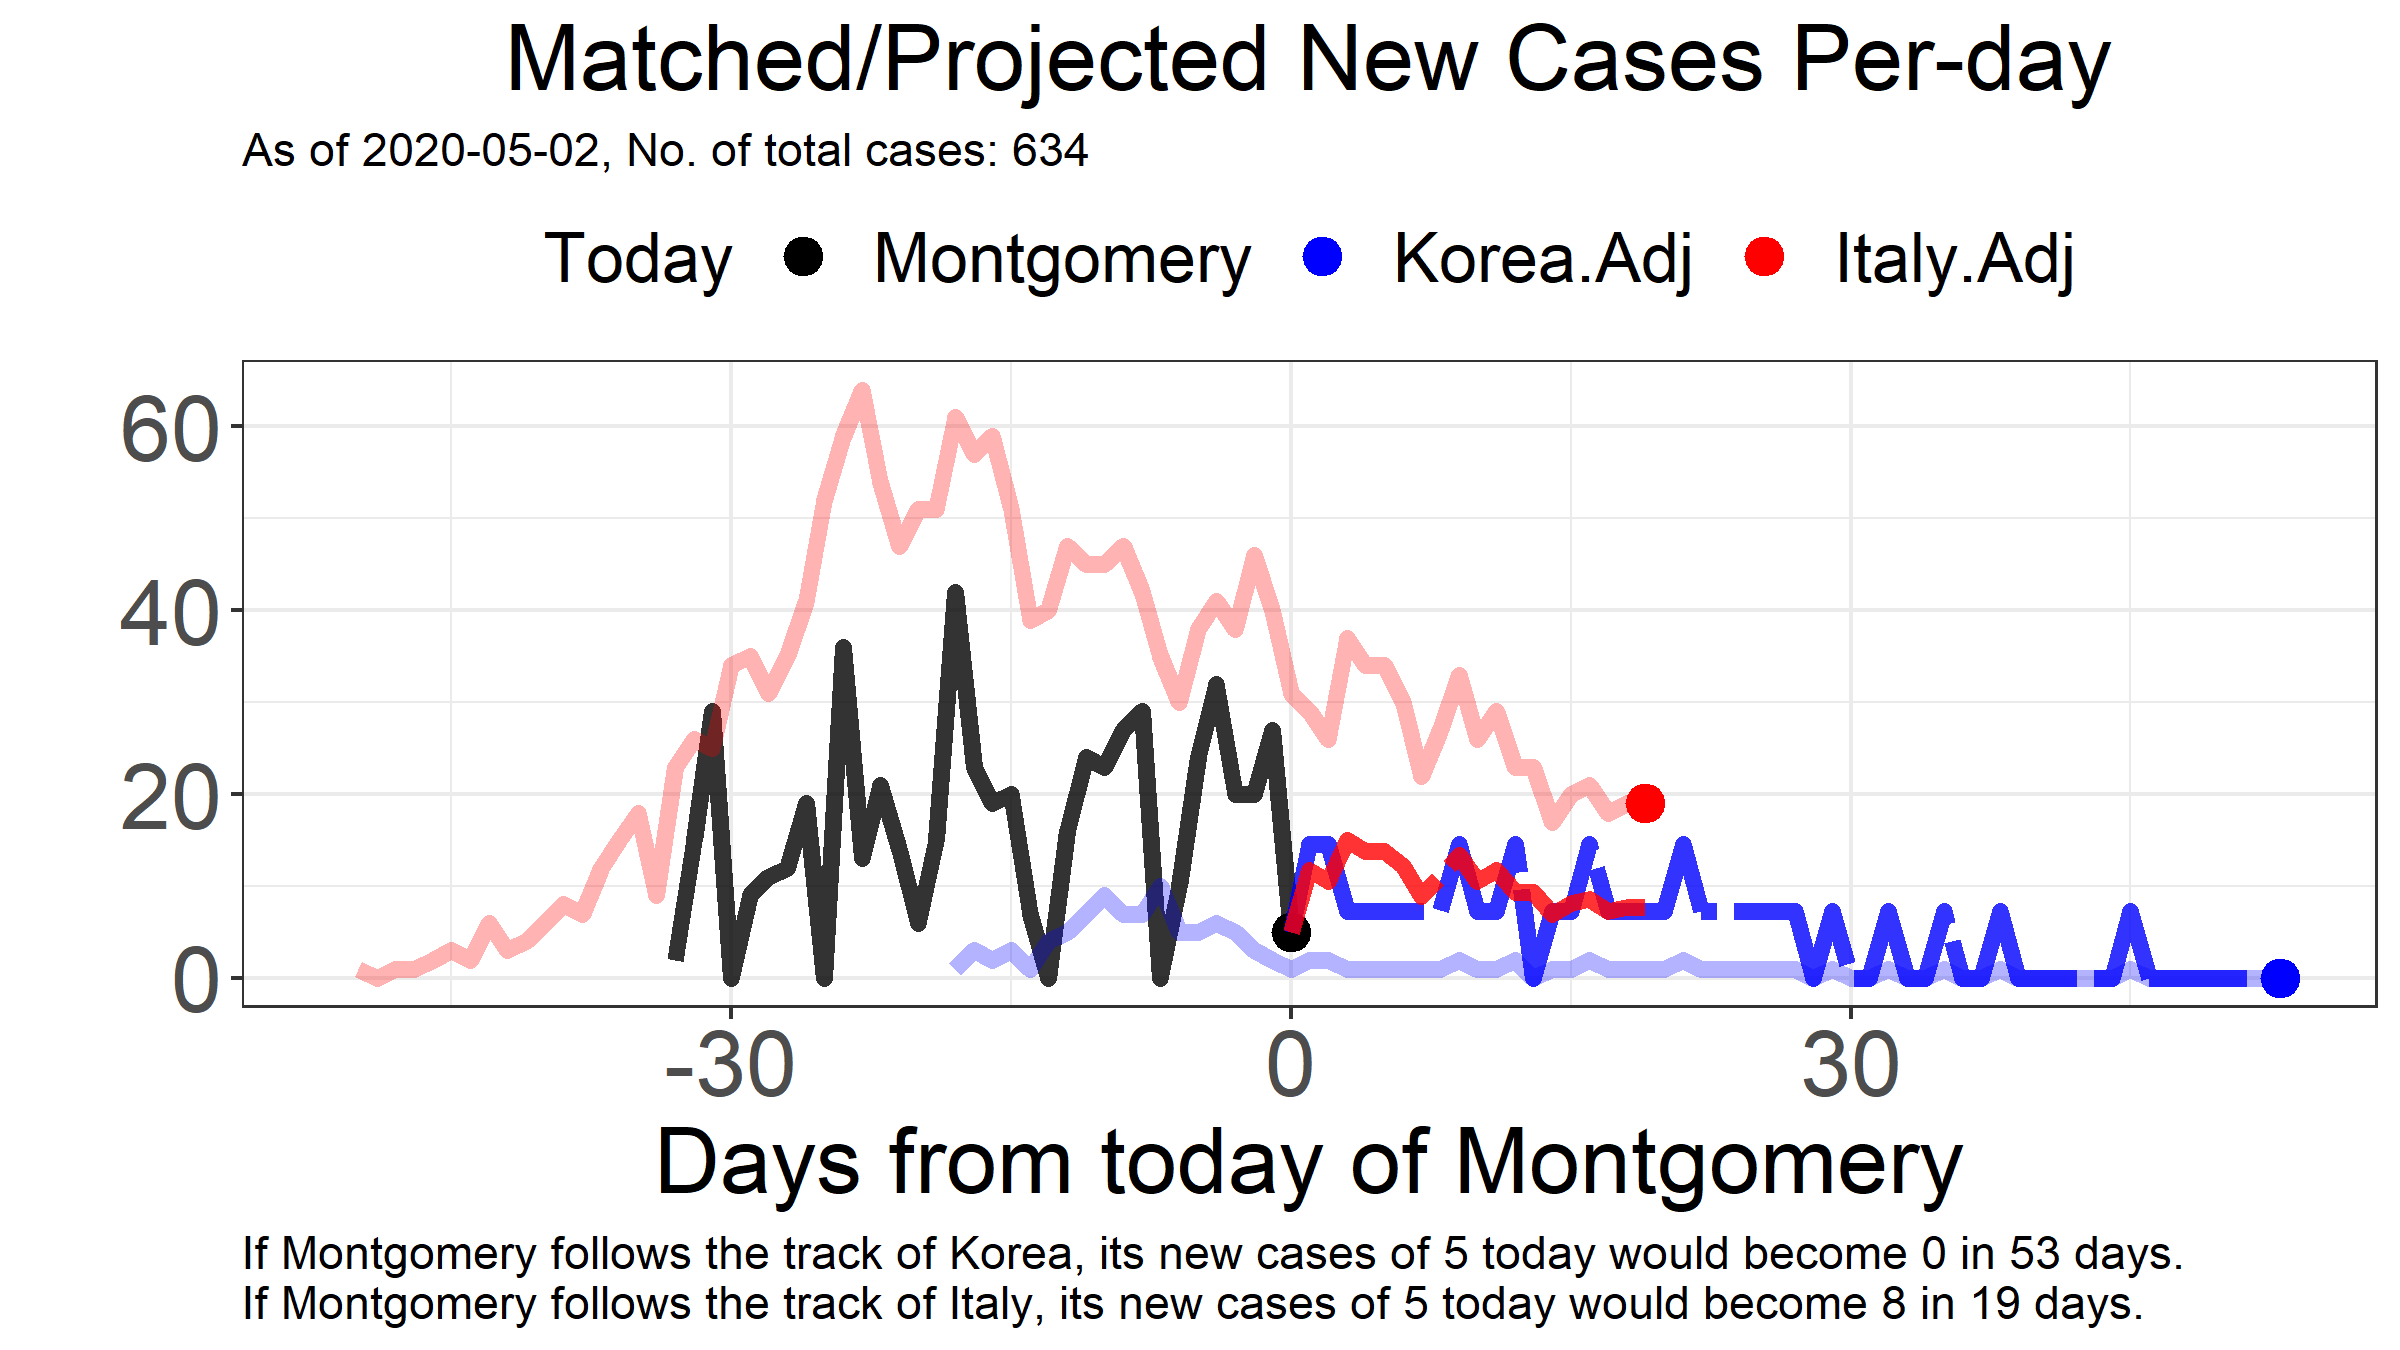 Matched/Projected New Cases Per-day
As of 2020-05-02, No. of total cases: 634
Today Montgomery Korea.Adj Italy.Adj
60
40
20
0
-30 0 30
Days from today of Montgomery
If Montgomery follows the track of Korea, its new cases of 5 today would become 0 in 53 days.
If Montgomery follows the track of Italy, its new cases of 5 today would become 8 in 19 days.